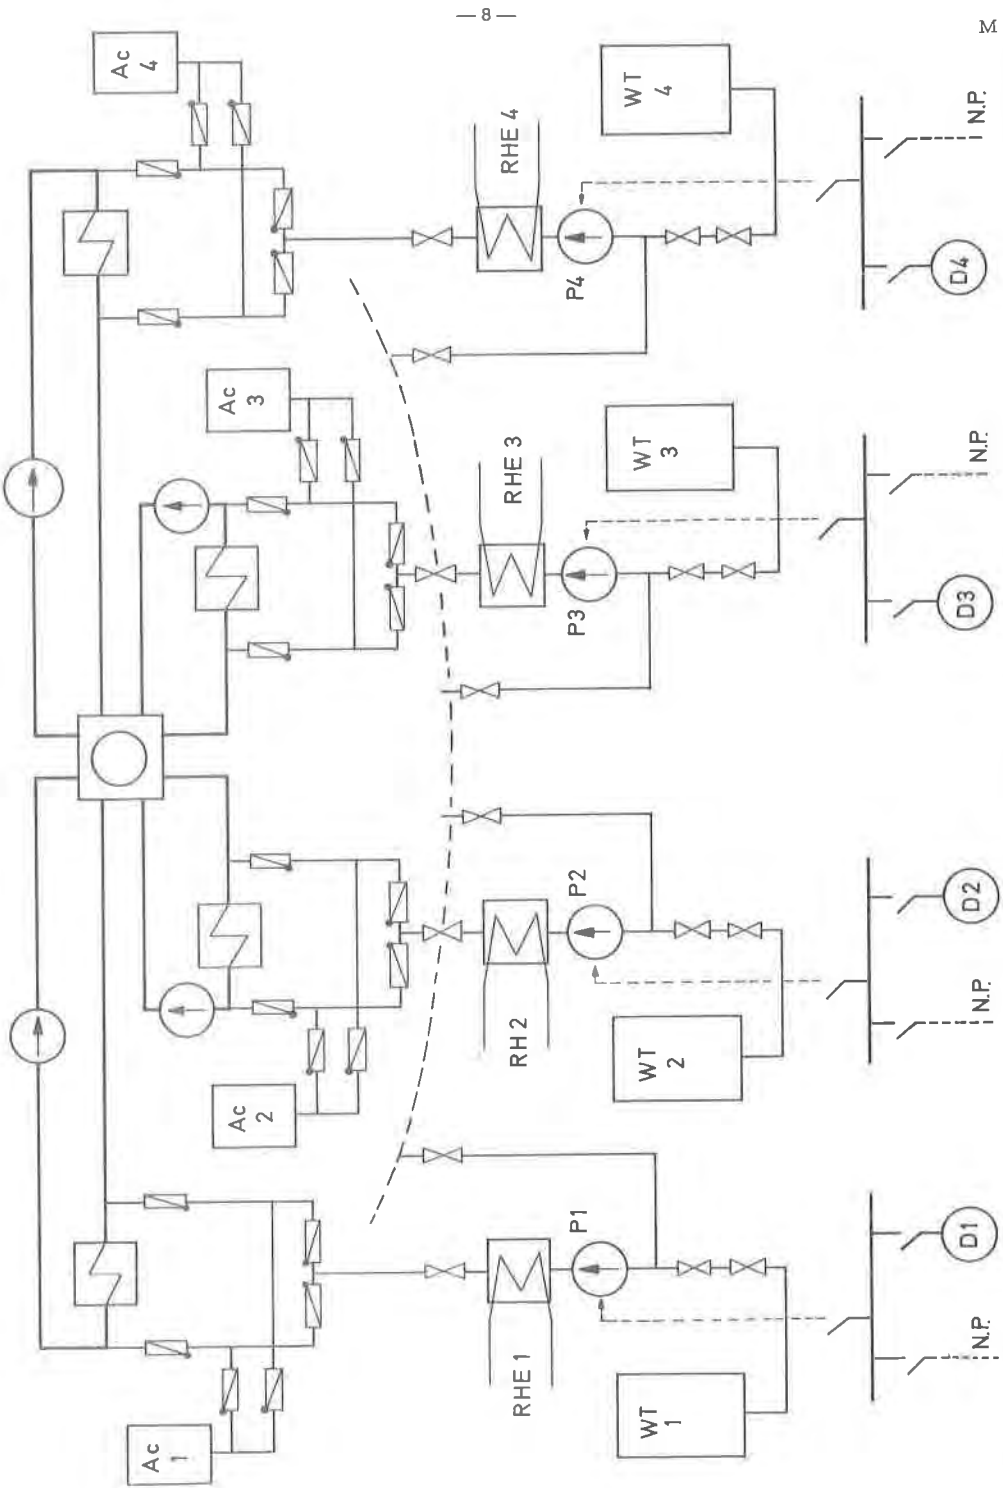 — 8 —
M
Ac
4
WT
4
RHE 4
P4
N.P.
D4
Ac
3
WT
3
RHE 3
P3
N.P.
D3
P2
D2
RH 2
Ac
2
WT
2
N.P.
P1
D1
RHE 1
Ac
1
WT
1
N.P.